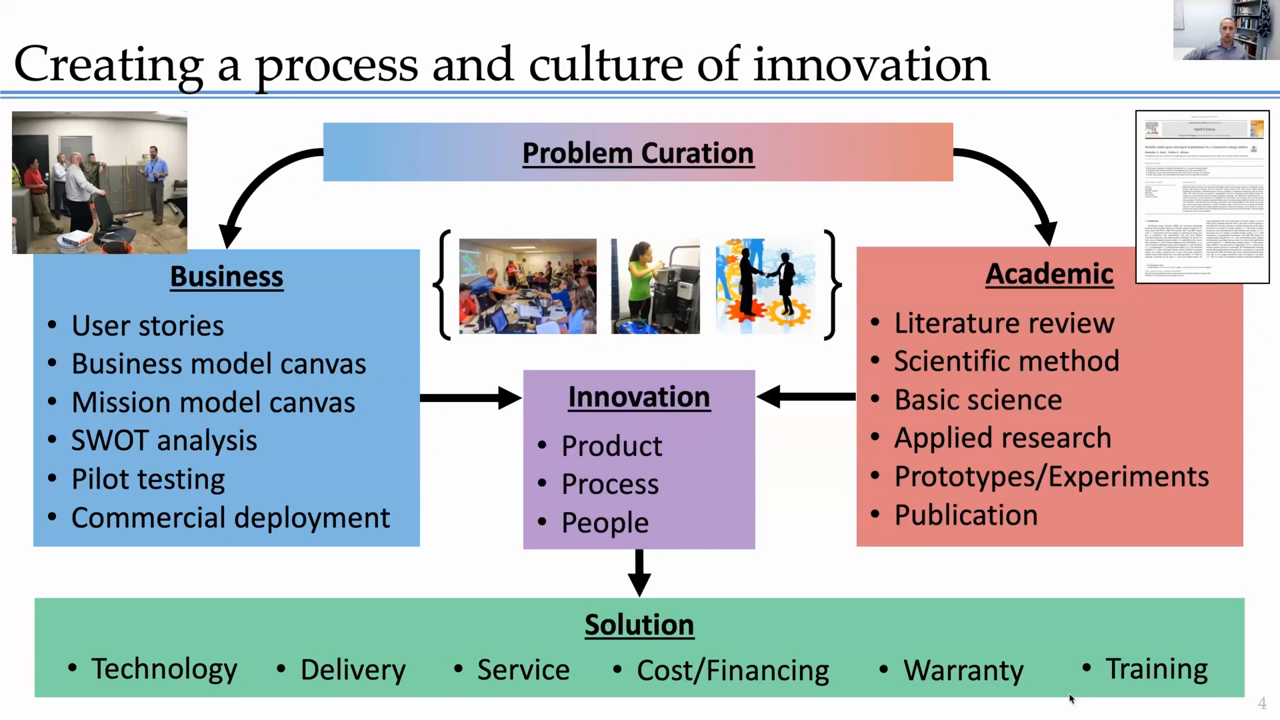 Creating a process and culture of innovation
Problem Curation
Business
• User stories
• Business model canvas
• Mission model canvas
• SWOT analysis
• Pilot testing
• Commercial deployment
Innovation
• Product
• Process
• People
Academic
• Literature review
• Scientific method
• Basic science
• Applied research
• Prototypes/Experiments
• Publication
Applied Energy
Solution
• Technology • Delivery • Service • Cost/Financing • Warranty • Training
4